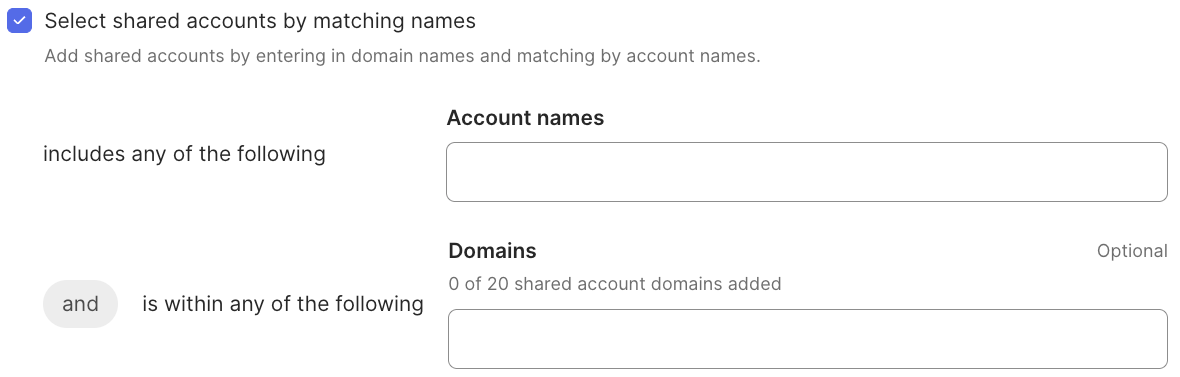 Select shared accounts by matching names
Add shared accounts by entering in domain names and matching by account names.
Account names
includes any of the following
Domains
Optional
0 of 20 shared account domains added
and
is within any of the following